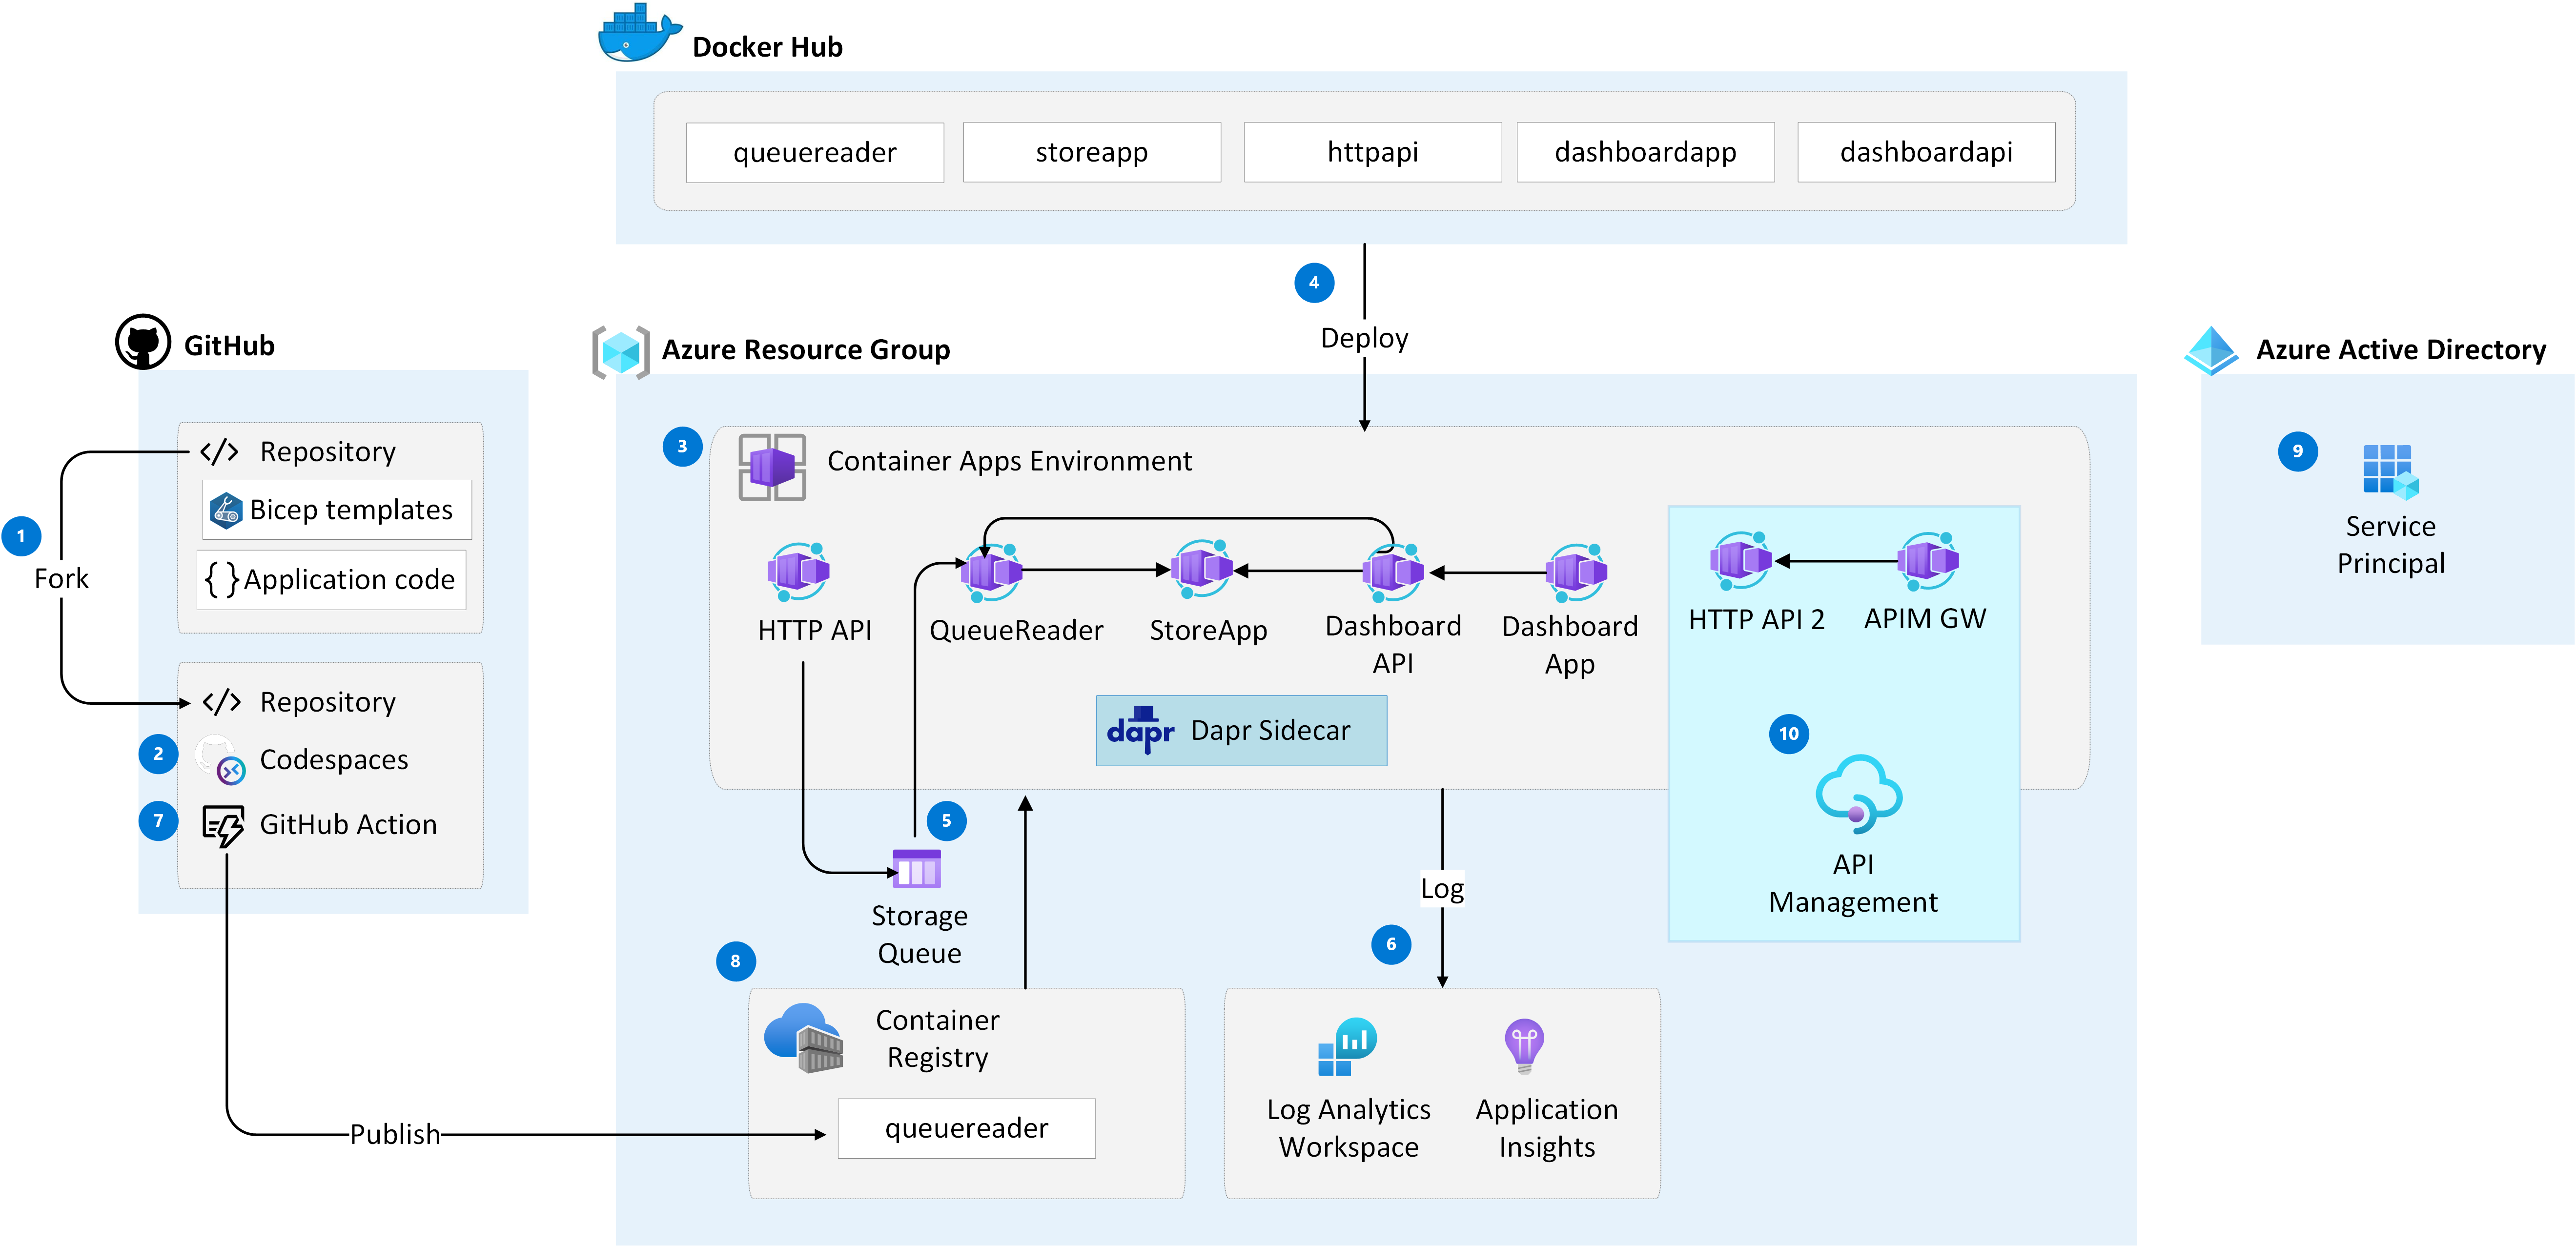 Docker Hub
queuereader
storeapp
httpapi
dashboardapp
dashboardapi
4
Deploy
GitHub
Repository
Bicep templates
{ } Application code
1
Fork
Repository
2
Codespaces
7
GitHub Action
Publish
Azure Resource Group
3
Container Apps Environment
HTTP API
QueueReader
StoreApp
Dashboard
API
Dashboard
App
HTTP API 2
APIM GW
dapr
Dapr Sidecar
10
API
Management
5
Storage
Queue
Log
6
8
Container
Registry
queuereader
Log Analytics
Workspace
Application
Insights
Azure Active Directory
9
Service
Principal